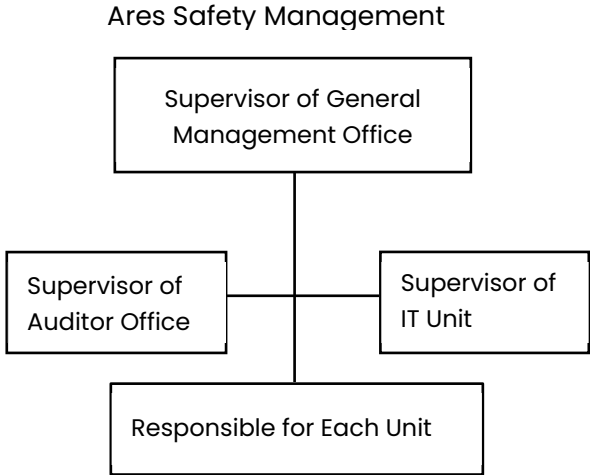 Ares Safety Management
Supervisor of General
Management Office
Supervisor of
Auditor Office
Supervisor of
IT Unit
Responsible for Each Unit